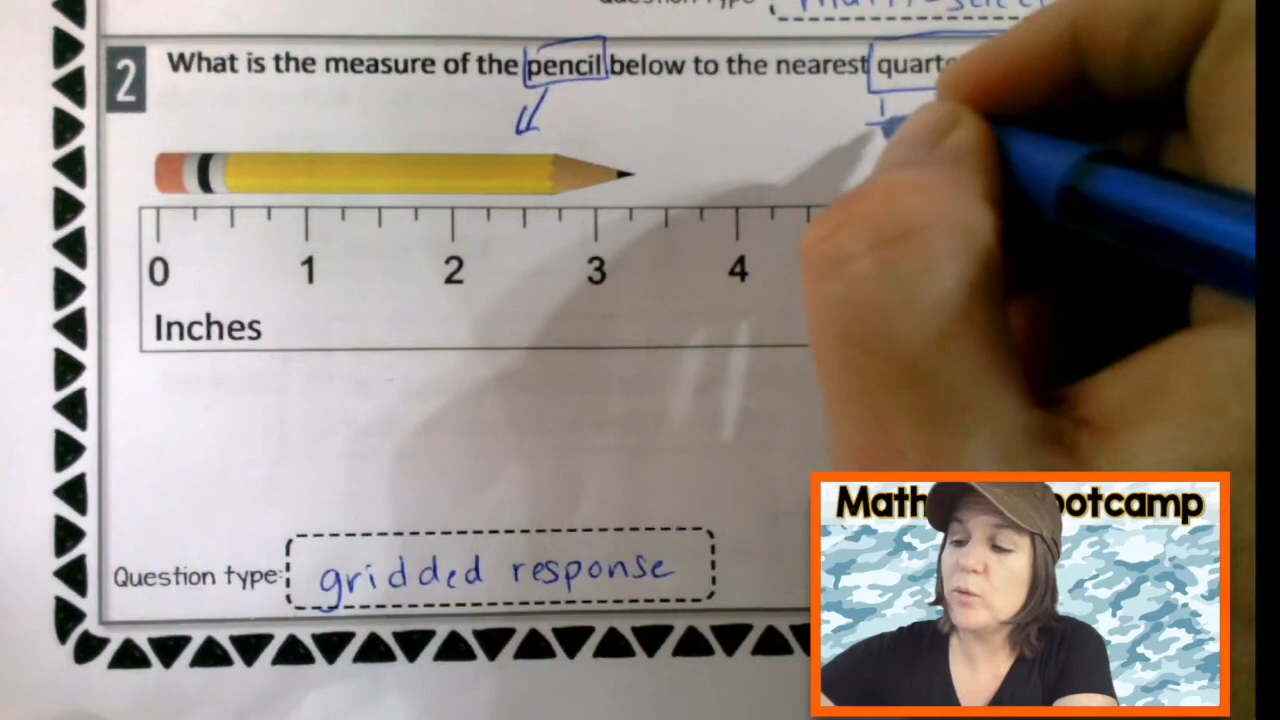 2 What is the measure of the pencil below to the nearest
0 1 2 3 4
Inches
Question type: gridded response
Math